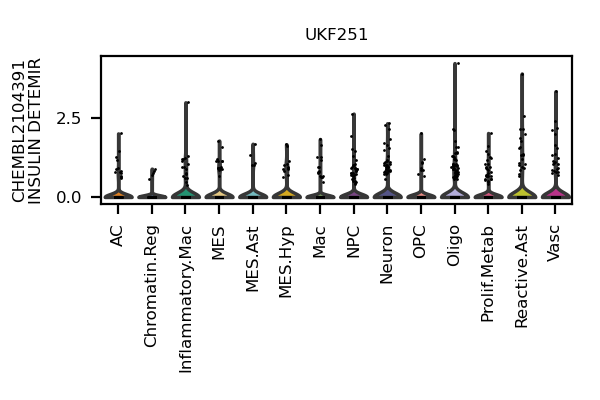 UKF251
CHEMBL2104391
INSULIN DETEMIR
2.5
0.0
AC
Chromatin.Reg
Inflammatory.Mac
MES
MES.Ast
MES.Hyp
Mac
NPC
Neuron
OPC
Oligo
Prolif.Metab
Reactive.Ast
Vasc